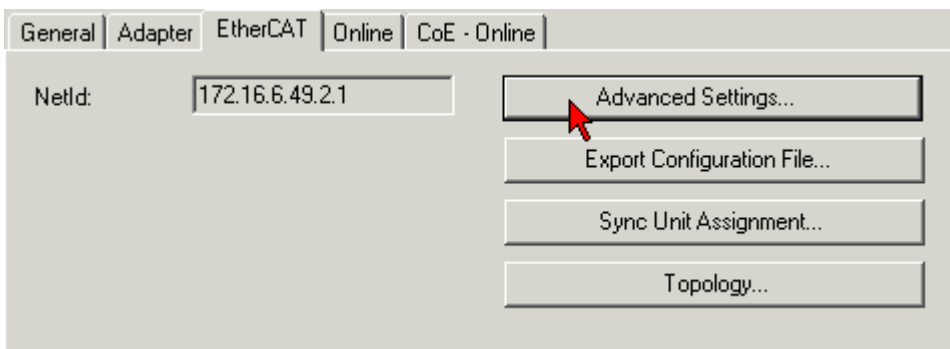 General Adapter EtherCAT Online CoE - Online
NetId: 172.16.6.49.2.1 Advanced Settings...
Export Configuration File...
Sync Unit Assignment...
Topology...